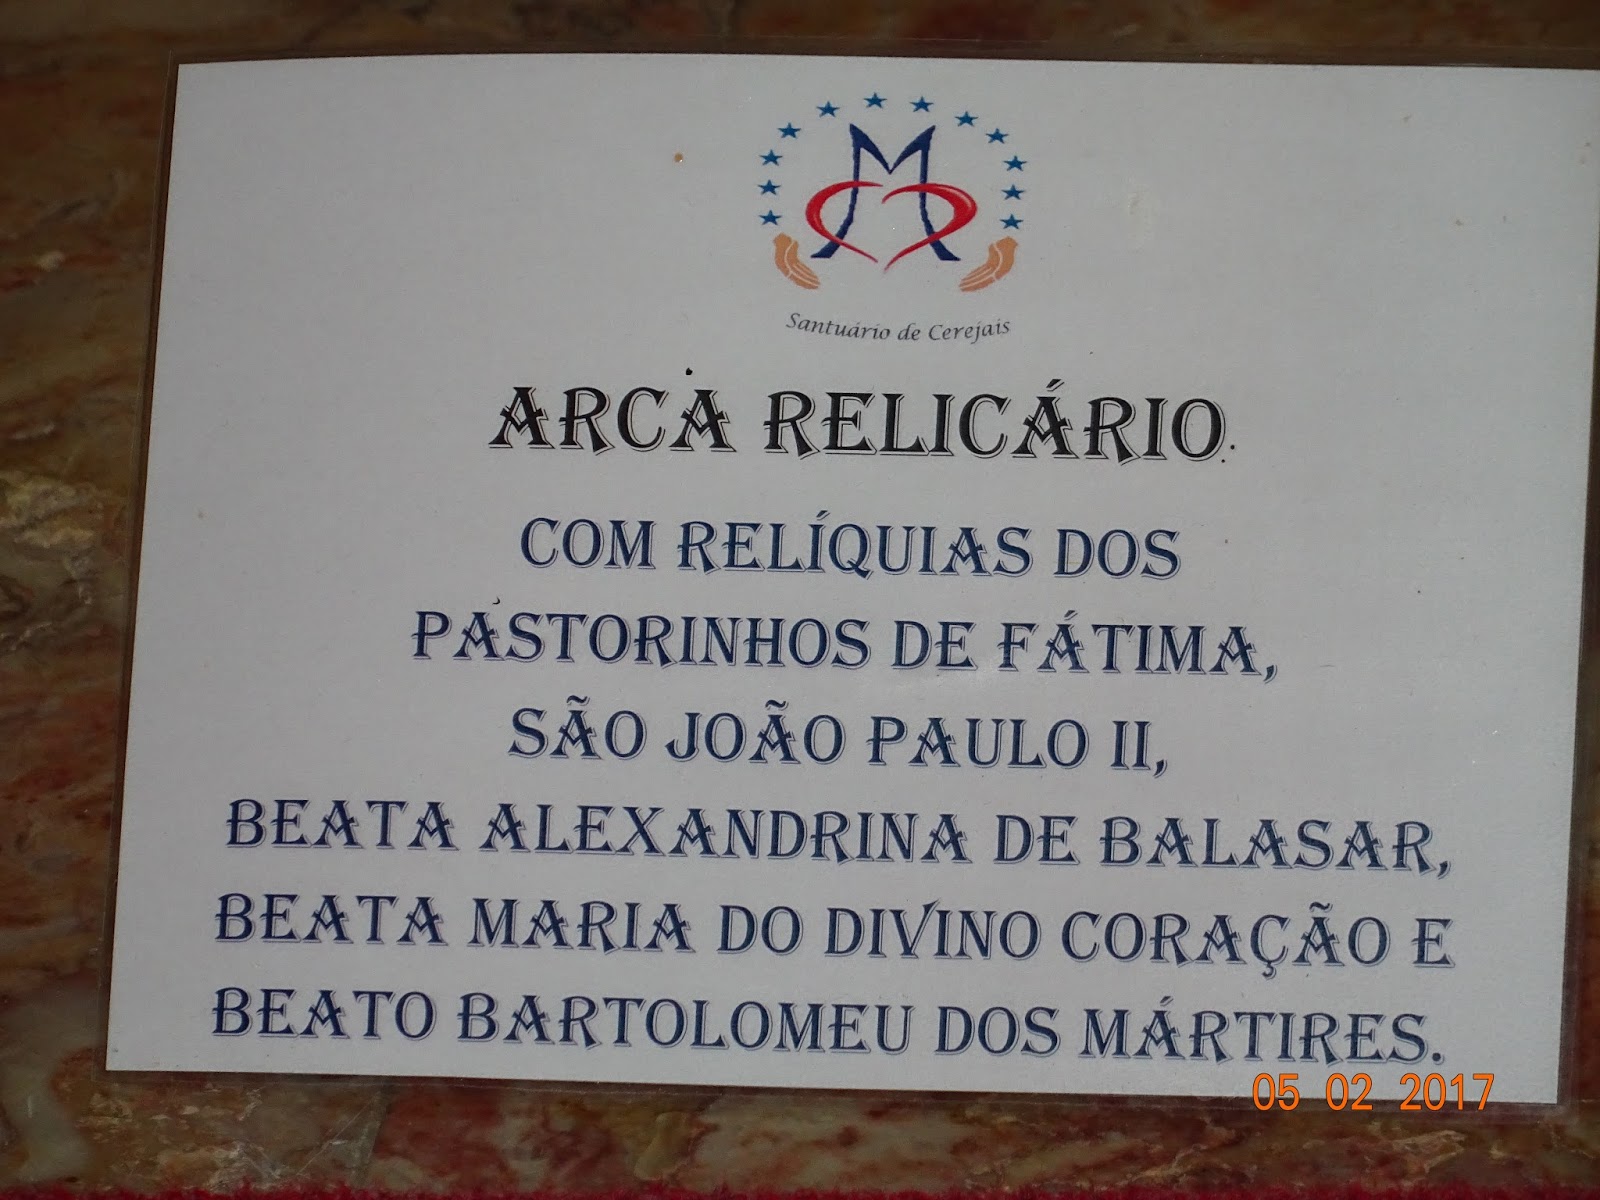 M
Santuário de Cerejais
ARCA RELICÁRIO.
COM RELÍQUIAS DOS
PASTORINHOS DE FÁTIMA,
SÃO JOÃO PAULO II,
BEATA ALEXANDRINA DE BALASAR,
BEATA MARIA DO DIVINO CORAÇÃO E
BEATO BARTOLOMEU DOS MÁRTIRES.
05 02 2017